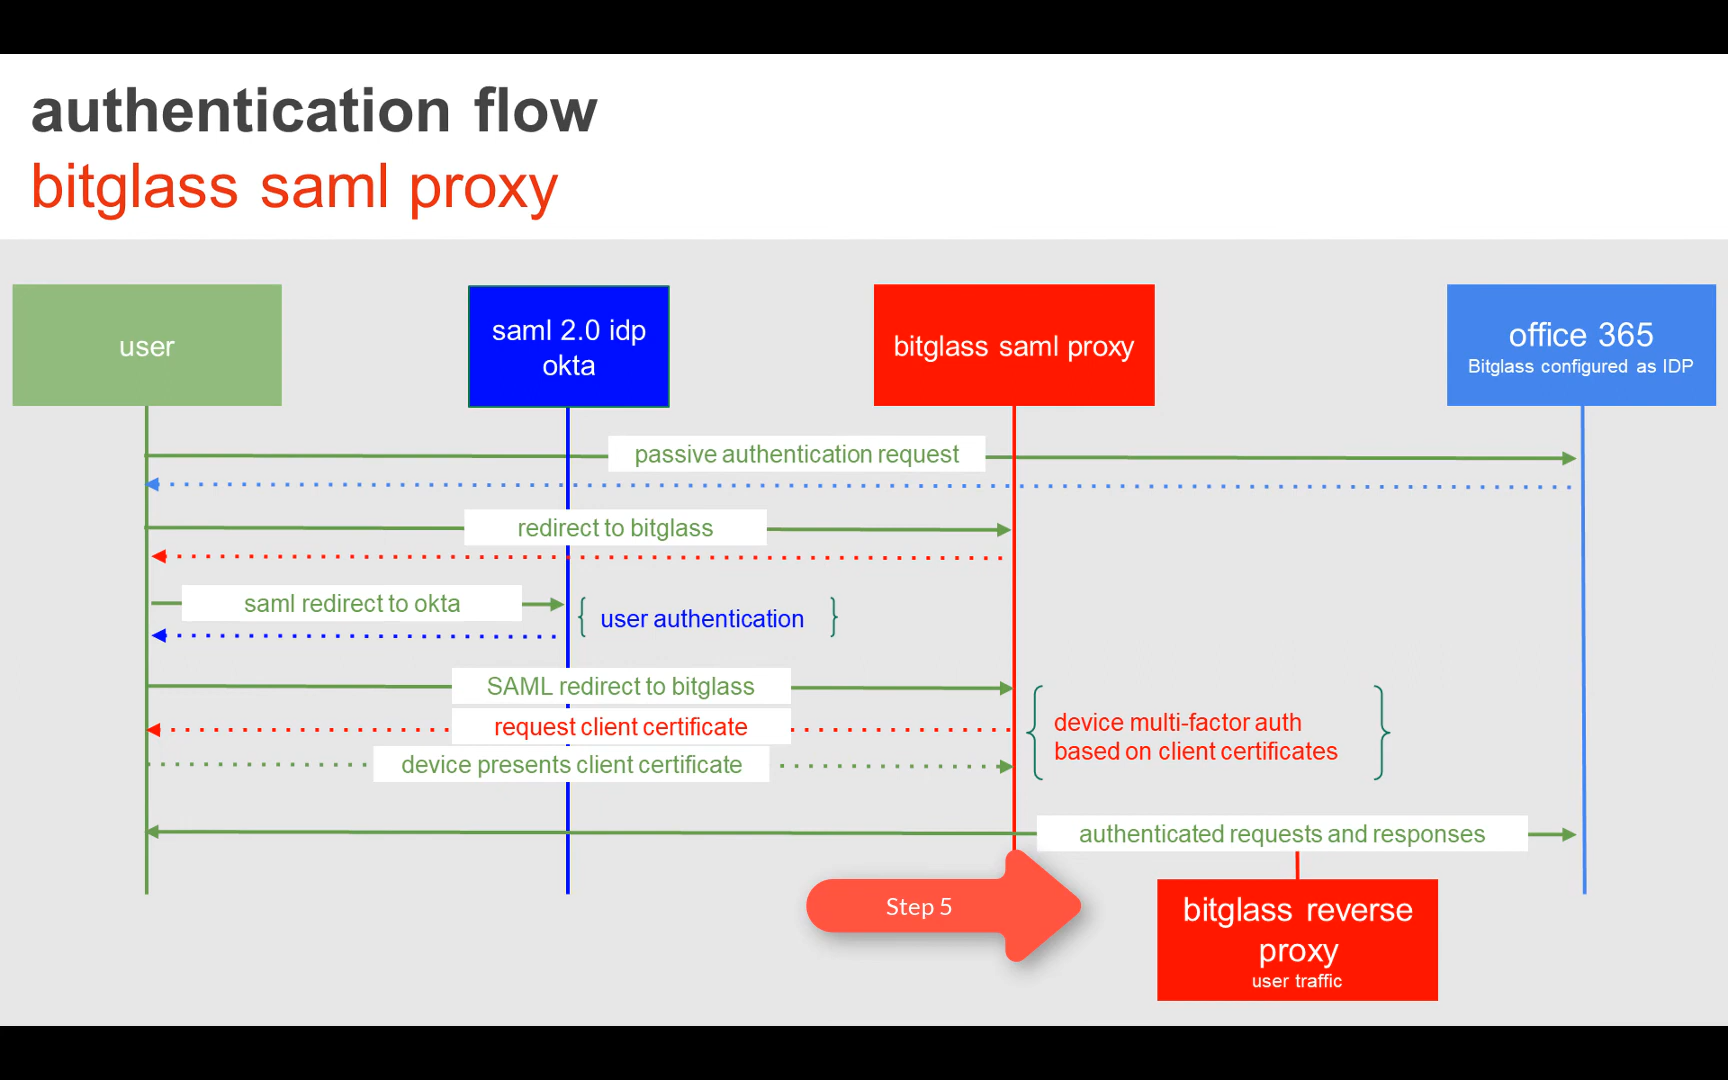 authentication flow
bitglass saml proxy
user
saml 2.0 idp
okta
bitglass saml proxy
office 365
Bitglass configured as IDP
passive authentication request
redirect to bitglass
saml redirect to okta
user authentication
SAML redirect to bitglass
request client certificate
device presents client certificate
device multi-factor auth
based on client certificates
authenticated requests and responses
Step 5
bitglass reverse
proxy
user traffic